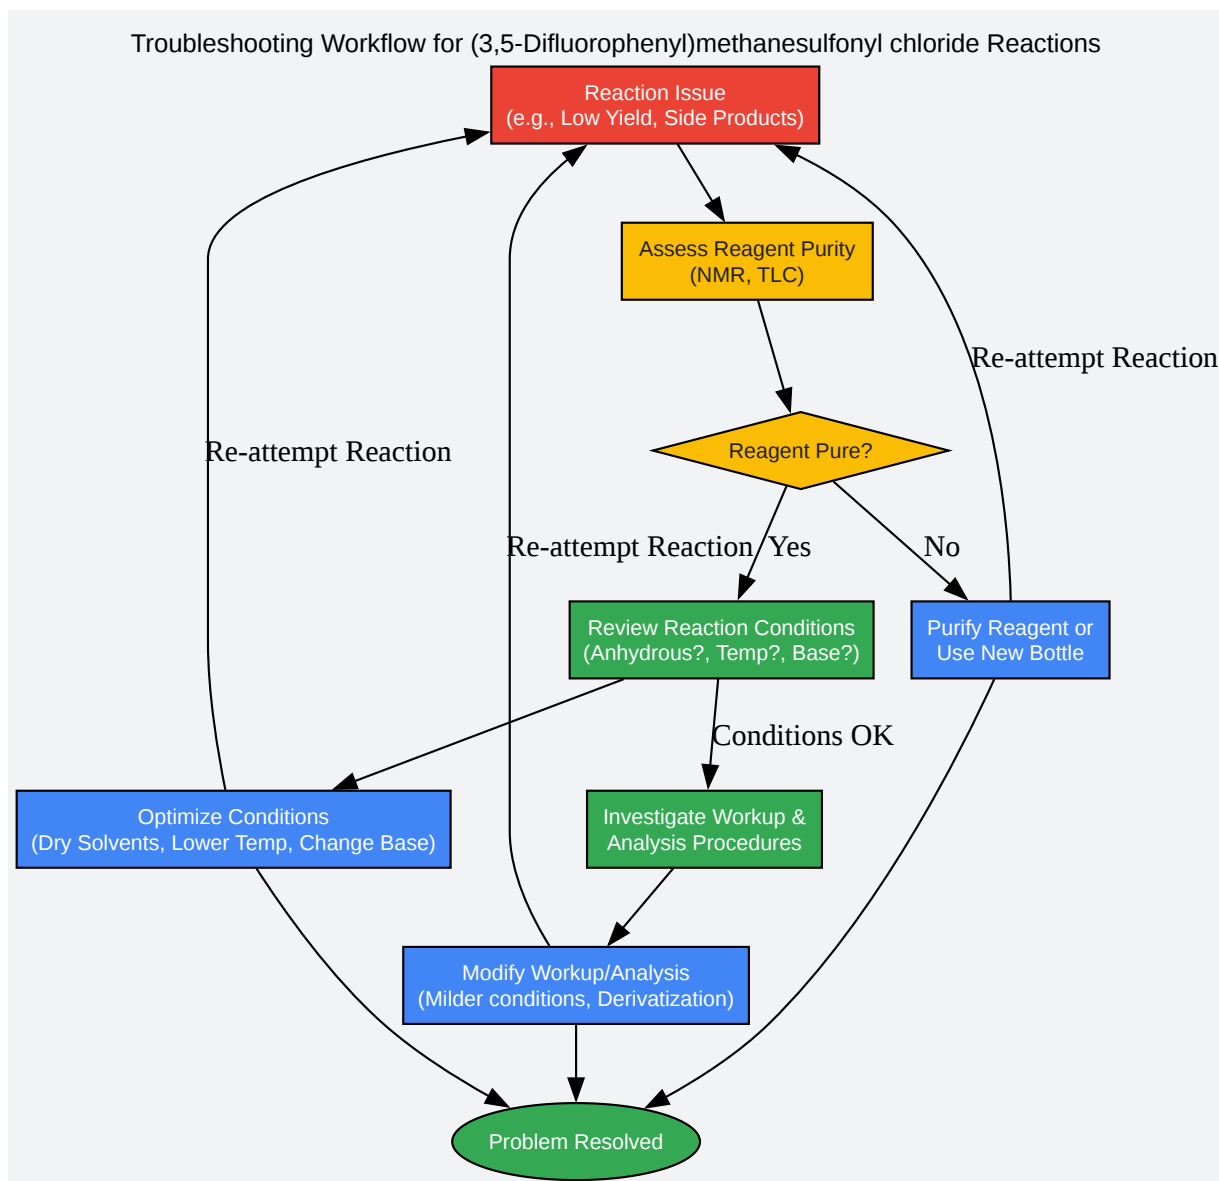 Troubleshooting Workflow for (3,5-Difluorophenyl)methanesulfonyl chloride Reactions
Reaction Issue
(e.g., Low Yield, Side Products)
Assess Reagent Purity
(NMR, TLC)
Re-attempt Reaction
Re-attempt Reaction
Reagent Pure?
Re-attempt Reaction
Yes
No
Review Reaction Conditions
(Anhydrous?, Temp?, Base?)
Purify Reagent or
Use New Bottle
Conditions OK
Optimize Conditions
(Dry Solvents, Lower Temp, Change Base)
Investigate Workup &
Analysis Procedures
Modify Workup/Analysis
(Milder conditions, Derivatization)
Problem Resolved